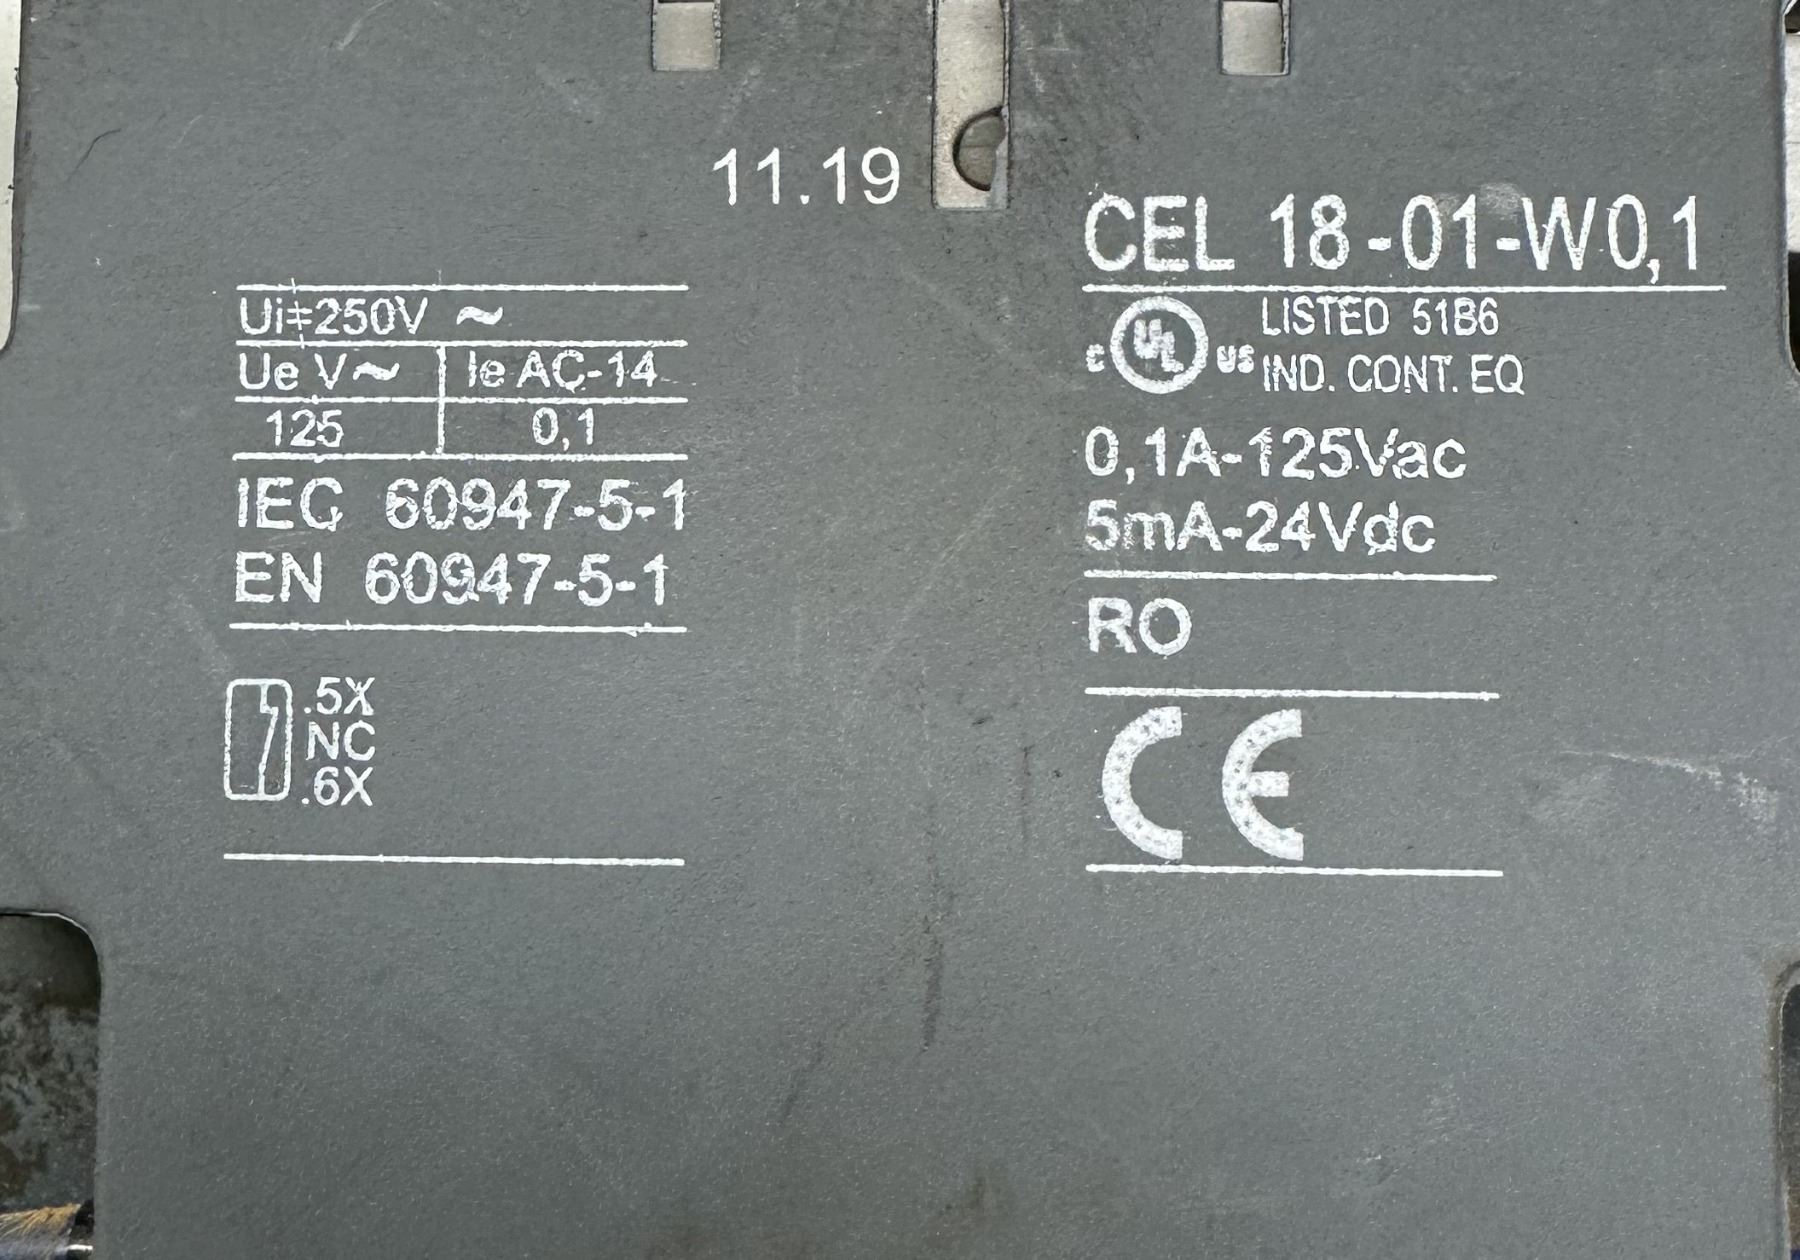 11.19
CEL 18-01-W0,1
Ui=250V ~
Ue V~ Ie AC-14
125 0,1
IEC 60947-5-1
EN 60947-5-1
.5X
NC
.6X
c UL us LISTED 51B6
IND. CONT. EQ
0,1A-125Vac
5mA-24Vdc
RO
CE